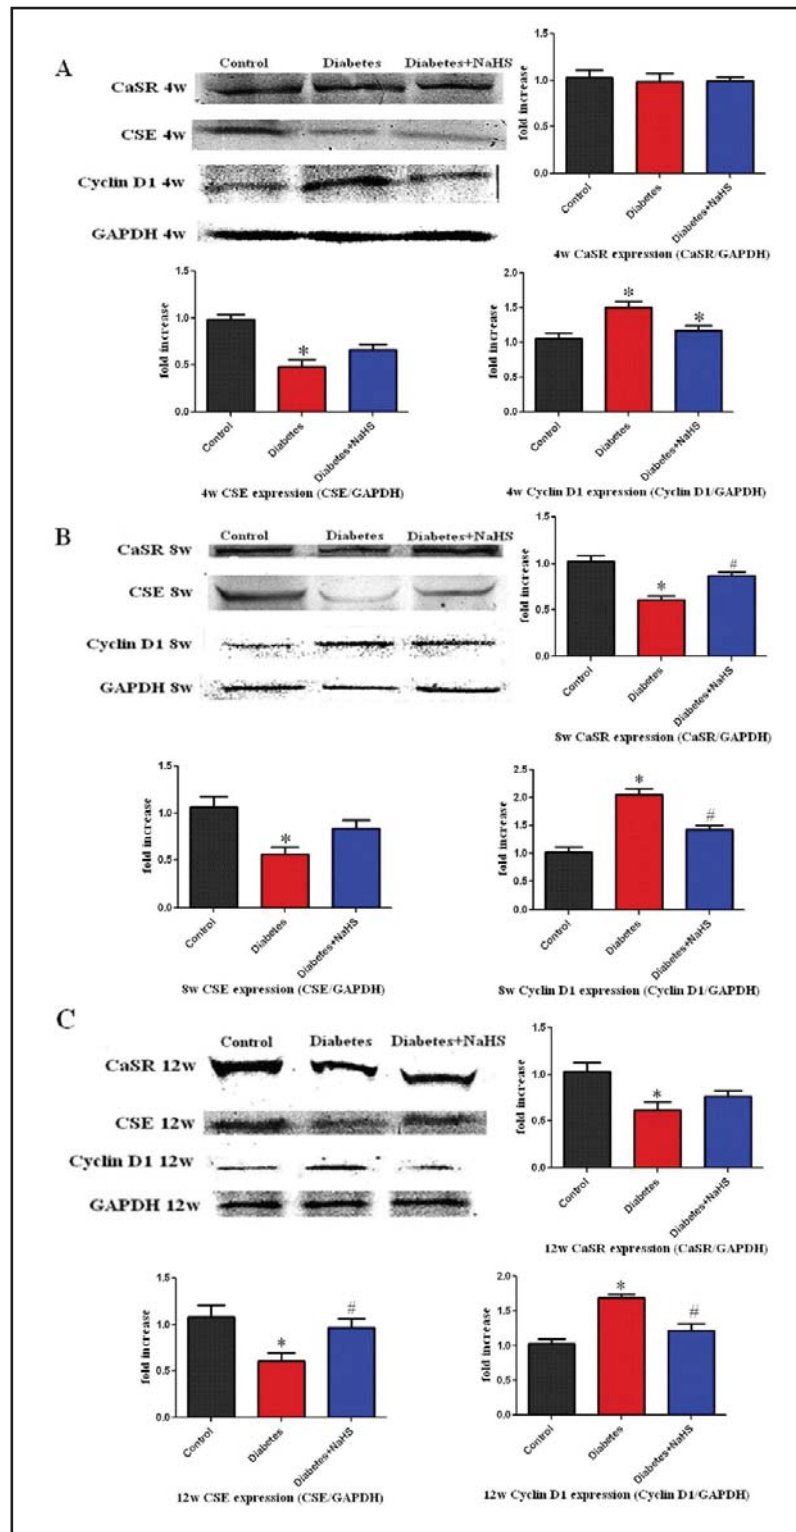 A
Control Diabetes Diabetes+NaHS
CaSR 4w
CSE 4w
Cyclin D1 4w
GAPDH 4w
fold increase
1.5
1.0
0.5
0.0
Control
Diabetes
Diabetes+NaHS
4w CaSR expression (CaSR/GAPDH)
fold increase
1.5
1.0
0.5
0.0
*
Control
Diabetes
Diabetes+NaHS
4w CSE expression (CSE/GAPDH)
fold increase
2.0
1.5
1.0
0.5
0.0
*
*
Control
Diabetes
Diabetes+NaHS
4w Cyclin D1 expression (Cyclin D1/GAPDH)
B
Control Diabetes Diabetes+NaHS
CaSR 8w
CSE 8w
Cyclin D1 8w
GAPDH 8w
fold increase
1.5
1.0
0.5
0.0
*
#
Control
Diabetes
Diabetes+NaHS
8w CaSR expression (CaSR/GAPDH)
fold increase
1.5
1.0
0.5
0.0
*
Control
Diabetes
Diabetes+NaHS
8w CSE expression (CSE/GAPDH)
fold increase
2.5
2.0
1.5
1.0
0.5
0.0
*
#
Control
Diabetes
Diabetes+NaHS
8w Cyclin D1 expression (Cyclin D1/GAPDH)
C
Control Diabetes Diabetes+NaHS
CaSR 12w
CSE 12w
Cyclin D1 12w
GAPDH 12w
fold increase
1.5
1.0
0.5
0.0
*
Control
Diabetes
Diabetes+NaHS
12w CaSR expression (CaSR/GAPDH)
fold increase
1.5
1.0
0.5
0.0
*
#
Control
Diabetes
Diabetes+NaHS
12w CSE expression (CSE/GAPDH)
fold increase
2.0
1.5
1.0
0.5
0.0
*
#
Control
Diabetes
Diabetes+NaHS
12w Cyclin D1 expression (Cyclin D1/GAPDH)